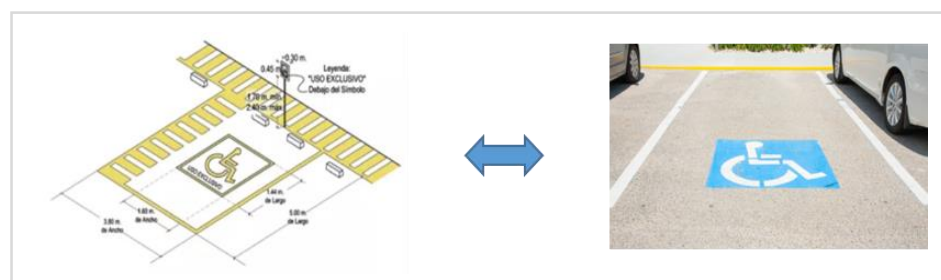 0.30 m.
0.45 m
Leyenda:
"USO EXCLUSIVO"
Debajo del Símbolo
1.70 m. mín.
2.40 m. máx.
USO EXCLUSIVO
1.44 m.
de Largo
1.60 m.
de Ancho
5.00 m.
de Largo
3.80 m.
de Ancho